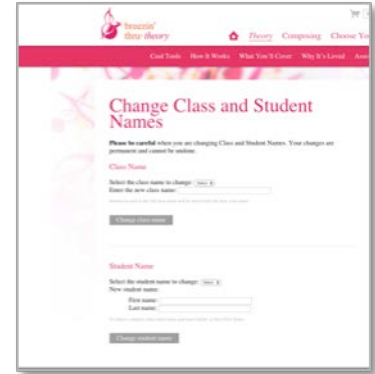 breezin'
thru theory
Theory Composing Choose Yo
Cool Tools How It Works What You'll Cover Why It's Loved
Change Class and Student
Names
Please be careful when you are changing Class and Student Names. Your changes are
permanent and cannot be undone.
Class Name
Select the class name to change: Select
Enter the new class name:
Change class name
Student Name
Select the student name to change: Select
New student name:
First name:
Last name:
Change student name